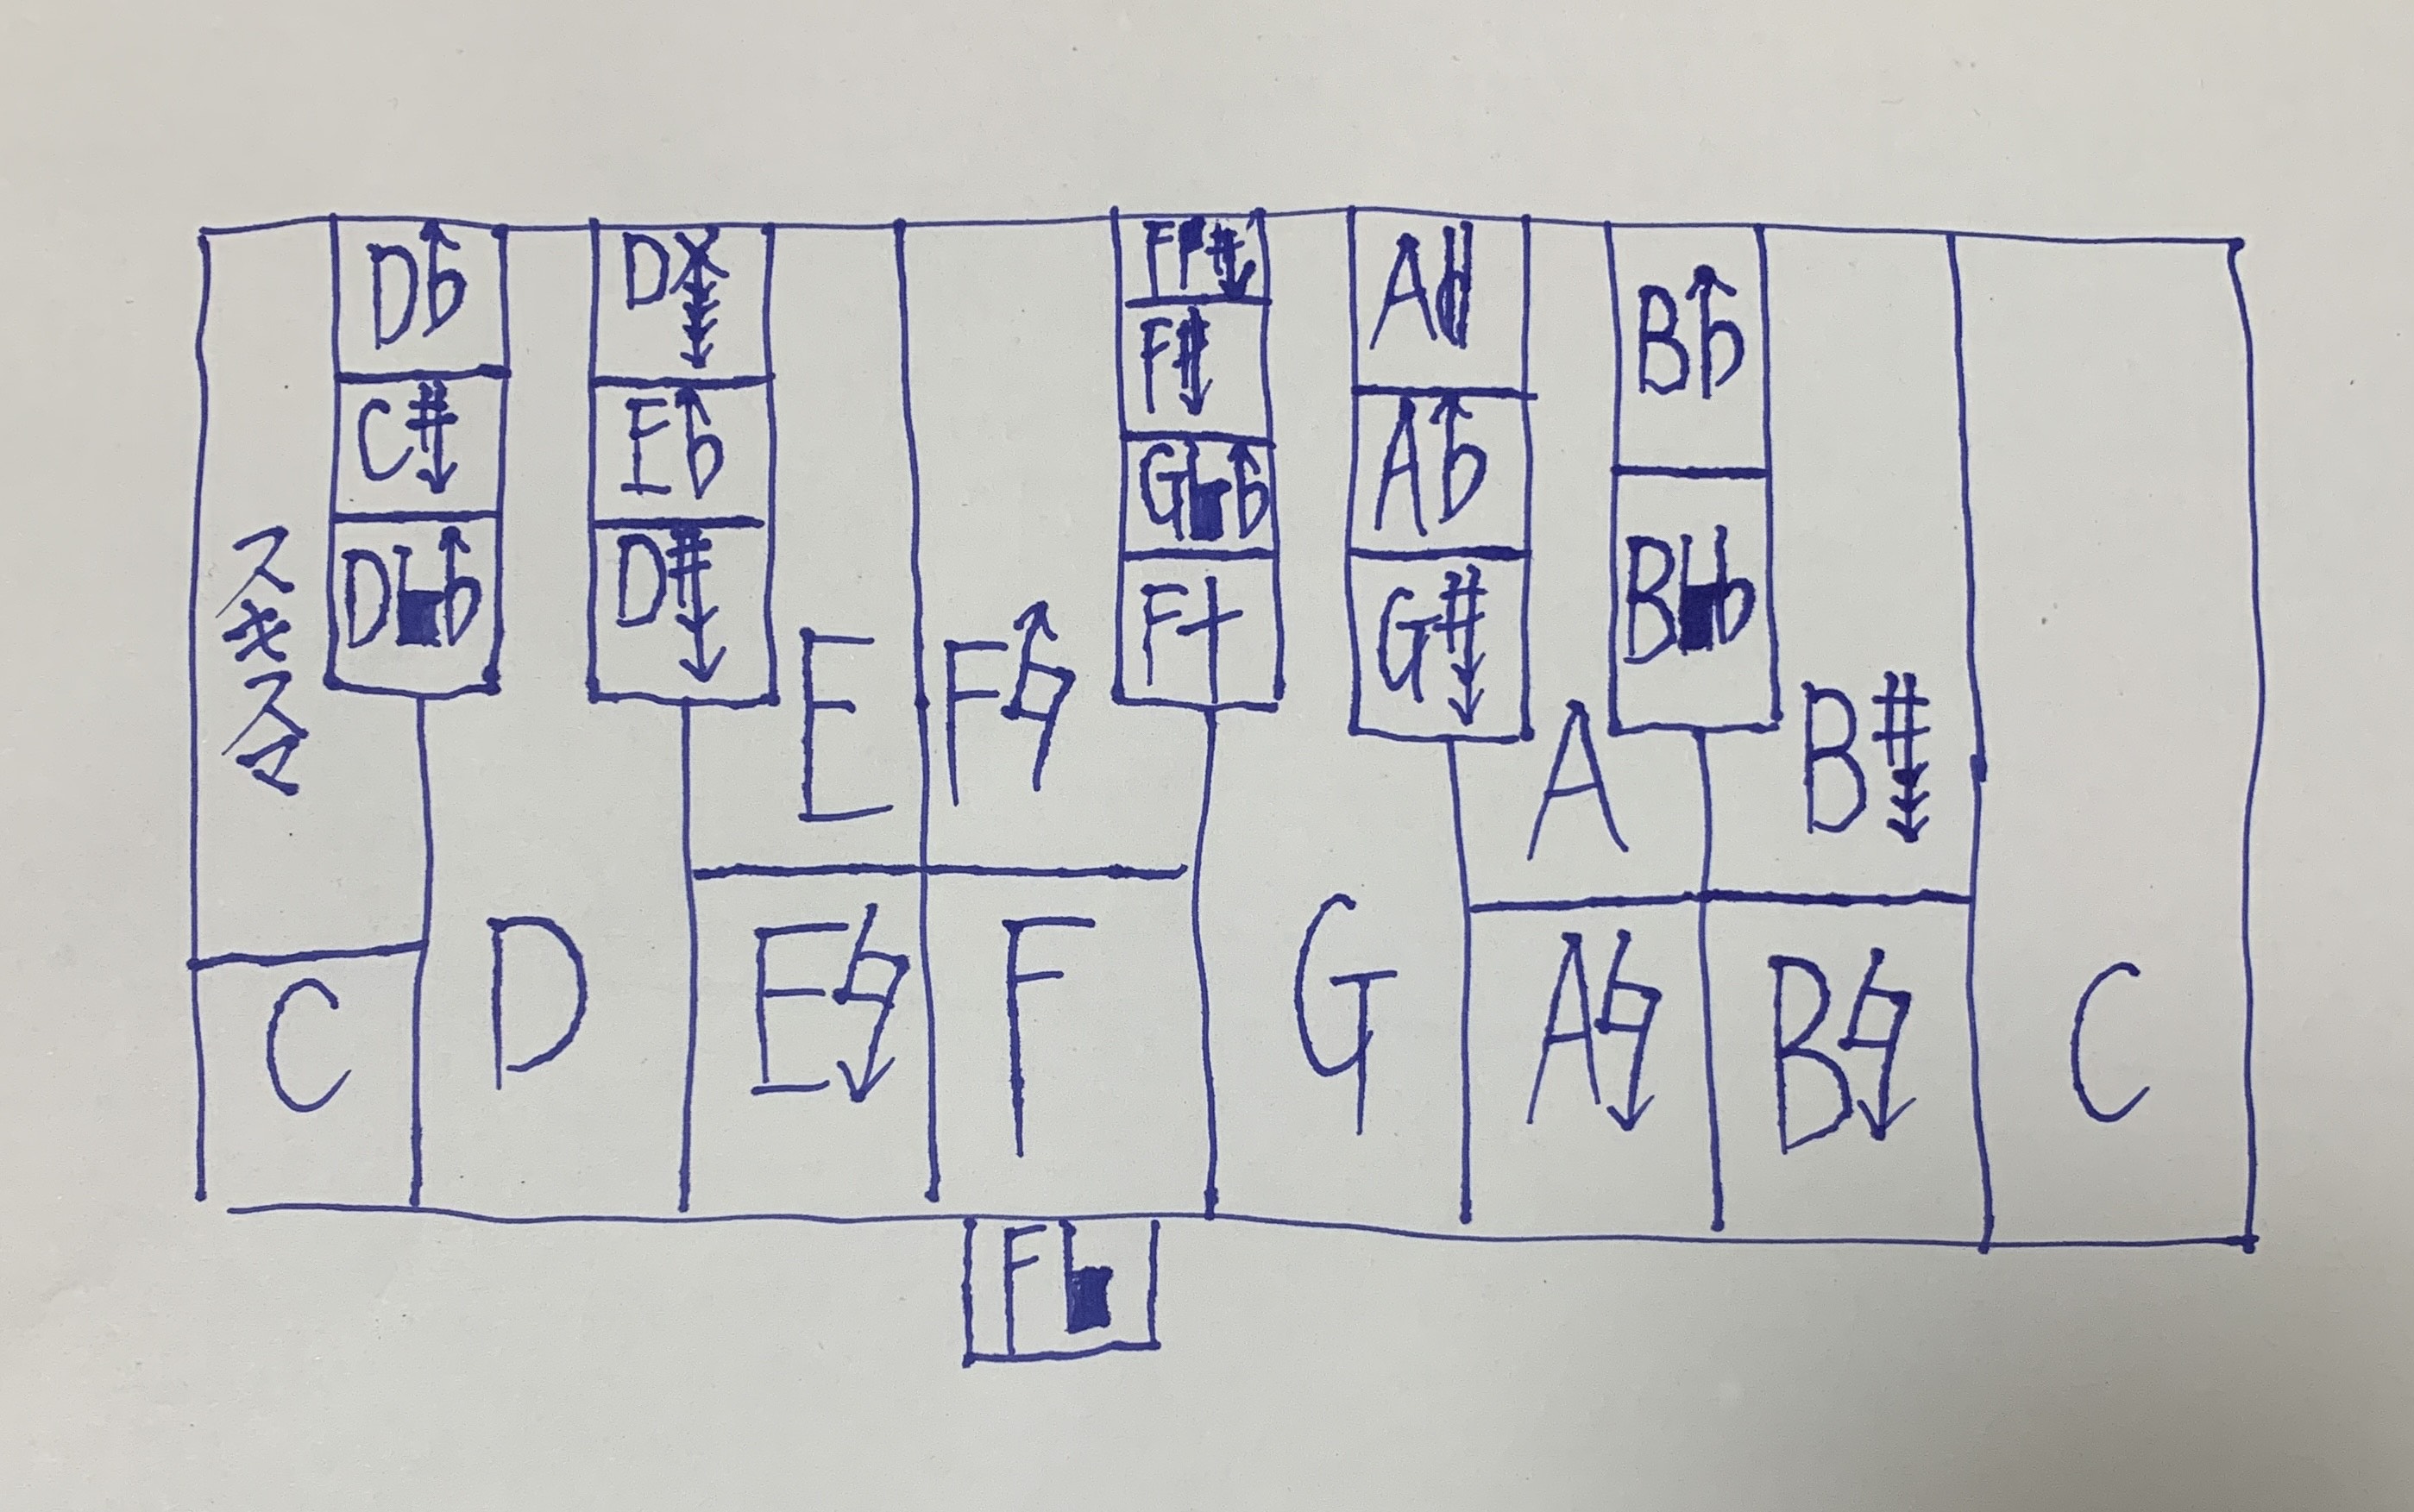 D♭↑
D𝄪↓↓↓↓
F#↓
A
B♭↑
C#↓
E♭↑
F#↓
A♭↑
D♭↑
D#↓
G♭↑
F‡
G#↓↓
B♭
スキスマ
E
F♮↑
A
B#↓↓↓
C
D
E♮↓
F
G
A♮↓
B♮↓
C
F